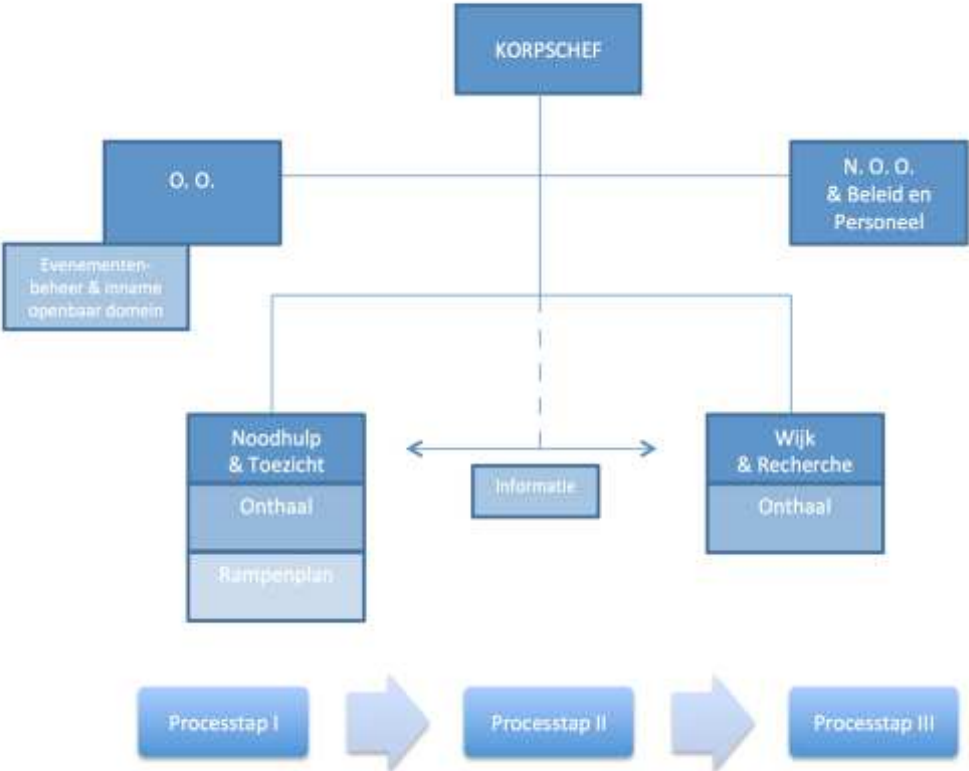 KORPSCHEF
O. O.
N. O. O.
& Beleid en
Personeel
Evenementen-
beheer & inname
openbaar domein
Noodhulp
& Toezicht
Onthaal
Rampenplan
Informatie
Wijk
& Recherche
Onthaal
Processtap I
Processtap II
Processtap III